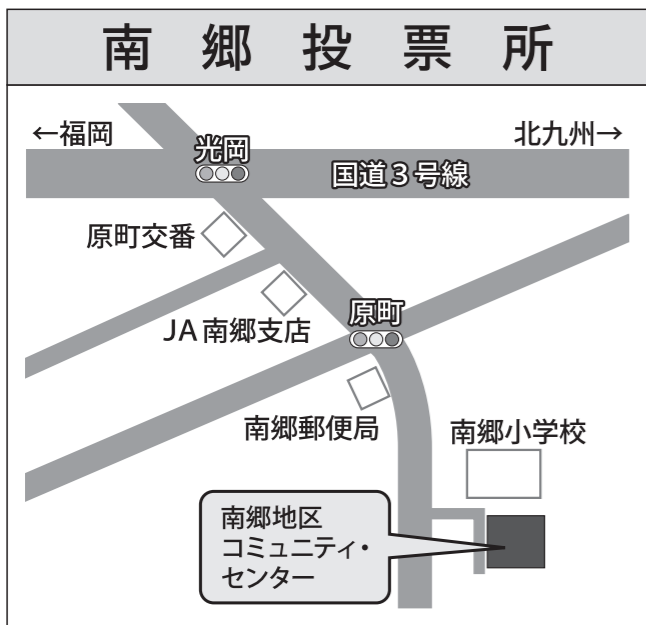 南郷投票所
←福岡
北九州→
光岡
国道3号線
原町交番
JA南郷支店
原町
南郷郵便局
南郷小学校
南郷地区
コミュニティ・
センター